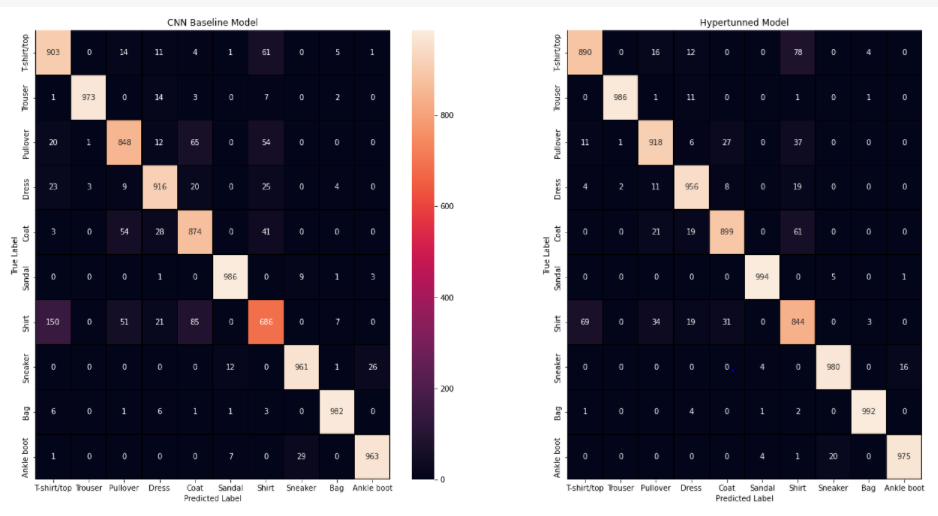 CNN Baseline Model
T-shirt/top 903 0 14 11 4 1 61 0 5 1
Trouser 1 973 0 14 3 0 7 0 2 0
Pullover 20 1 848 12 65 0 54 0 0 0
Dress 23 3 9 916 20 0 25 0 4 0
Coat 3 0 54 28 874 0 41 0 0 0
Sandal 0 0 0 1 0 986 0 9 1 3
Shirt 150 0 51 21 85 0 686 0 7 0
Sneaker 0 0 0 0 0 12 0 961 1 26
Bag 6 0 1 6 1 1 3 0 982 0
Ankle boot 1 0 0 0 0 7 0 29 0 963
True Label
T-shirt/top Trouser Pullover Dress Coat Sandal Shirt Sneaker Bag Ankle boot
Predicted Label
800
600
400
200
0
Hypertunned Model
T-shirt/top 890 0 16 12 0 0 78 0 4 0
Trouser 0 986 1 11 0 0 1 0 1 0
Pullover 11 1 918 6 27 0 37 0 0 0
Dress 4 2 11 956 8 0 19 0 0 0
Coat 0 0 21 19 899 0 61 0 0 0
Sandal 0 0 0 0 0 994 0 5 0 1
Shirt 69 0 34 19 31 0 844 0 3 0
Sneaker 0 0 0 0 0 4 0 980 0 16
Bag 1 0 0 4 0 1 2 0 992 0
Ankle boot 0 0 0 0 0 4 1 20 0 975
True Label
T-shirt/top Trouser Pullover Dress Coat Sandal Shirt Sneaker Bag Ankle boot
Predicted Label